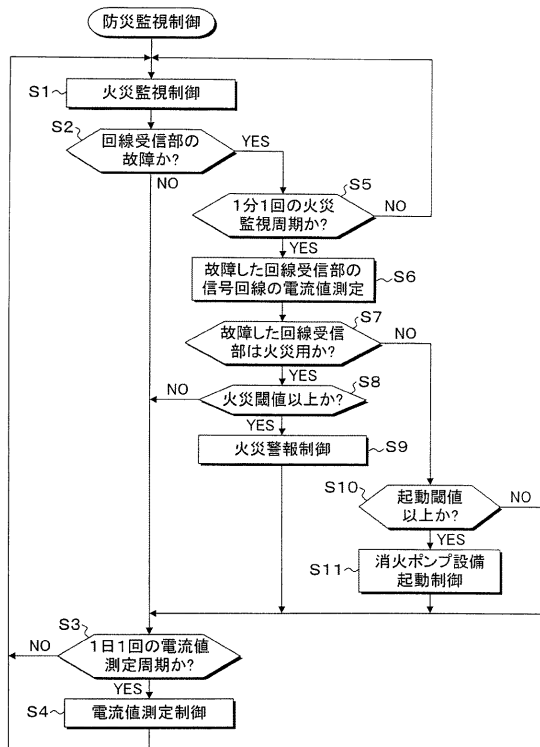 防災監視制御
S1
火災監視制御
S2
回線受信部の
故障か?
YES
NO
S5
1分1回の火災
監視周期か?
NO
YES
故障した回線受信部の
信号回線の電流値測定
S6
S7
故障した回線受信
部は火災用か?
NO
YES
S8
火災閾値以上か?
NO
YES
火災警報制御
S9
S10
起動閾値
以上か?
NO
YES
S11
消火ポンプ設備
起動制御
S3
1日1回の電流値
測定周期か?
NO
YES
S4
電流値測定制御